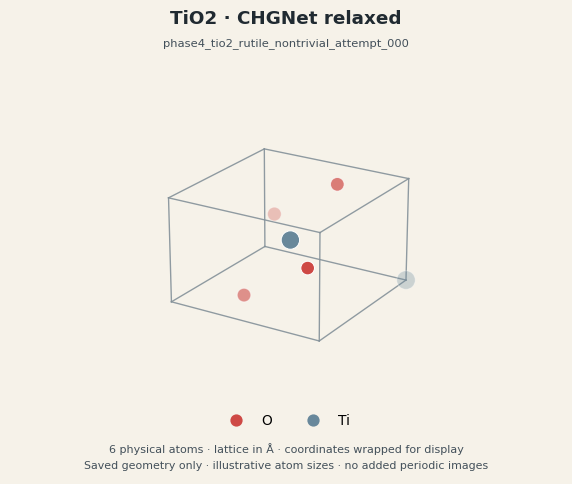 TiO2 · CHGNet relaxed
phase4_tio2_rutile_nontrivial_attempt_000
O Ti
6 physical atoms · lattice in Å · coordinates wrapped for display
Saved geometry only · illustrative atom sizes · no added periodic images